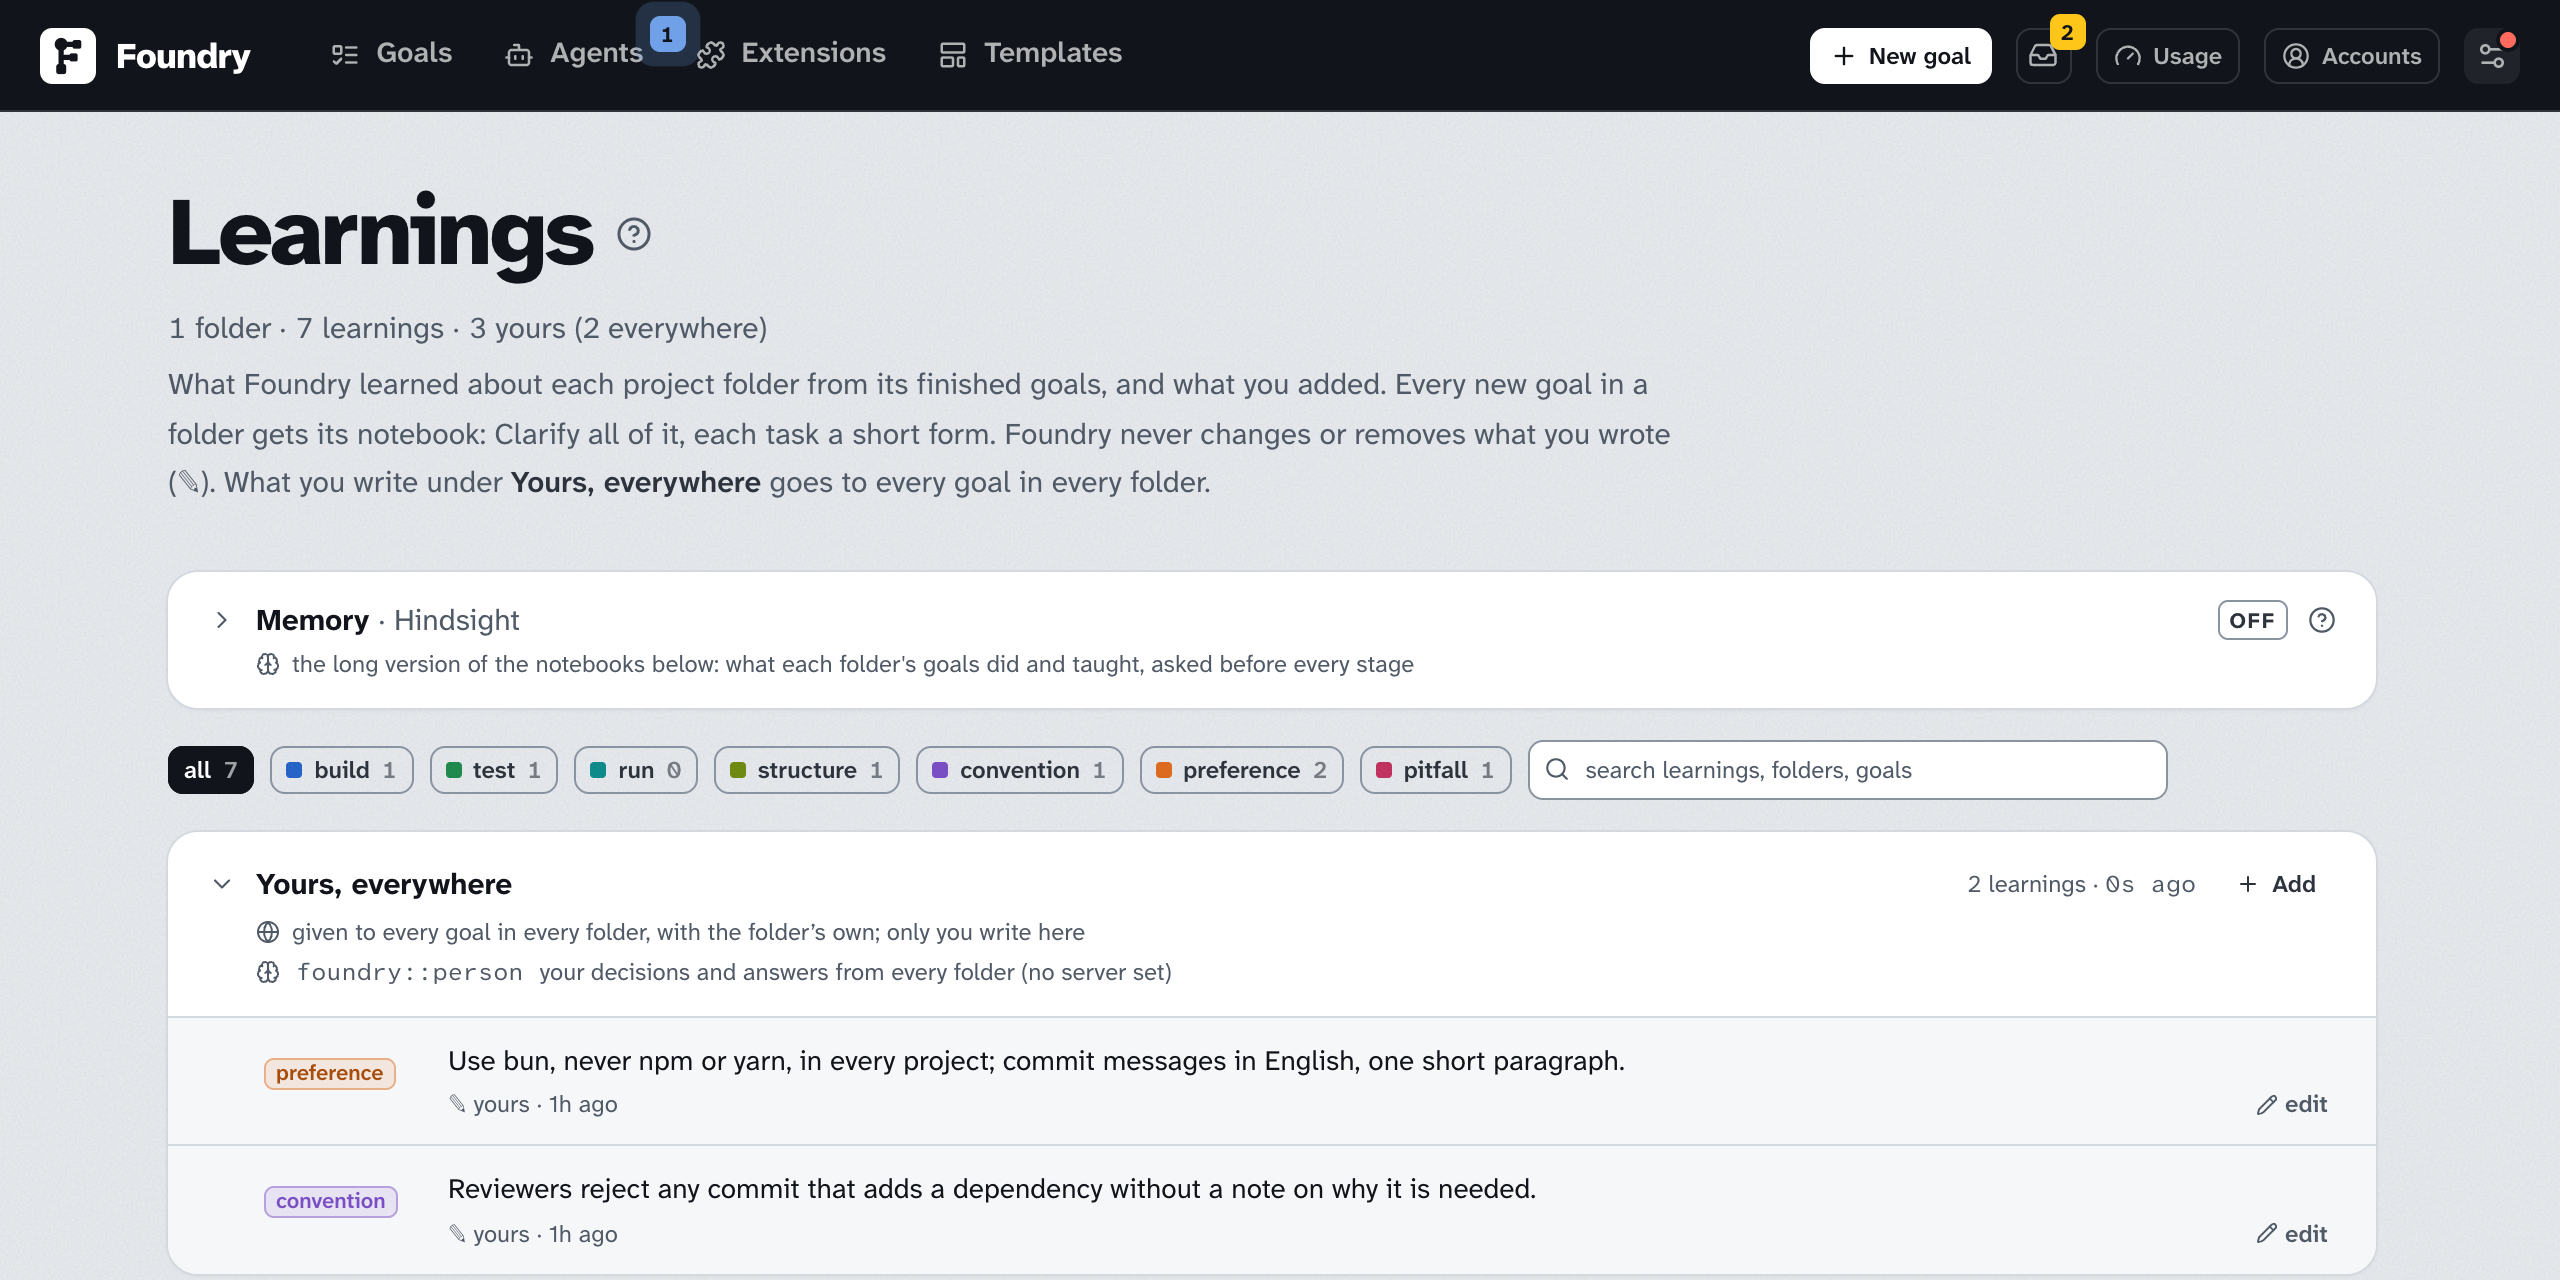 Foundry
Goals
Agents
1
Extensions
Templates
New goal
2
Usage
Accounts
Learnings
1 folder · 7 learnings · 3 yours (2 everywhere)
What Foundry learned about each project folder from its finished goals, and what you added. Every new goal in a
folder gets its notebook: Clarify all of it, each task a short form. Foundry never changes or removes what you wrote
(✎). What you write under Yours, everywhere goes to every goal in every folder.
Memory · Hindsight
OFF
the long version of the notebooks below: what each folder's goals did and taught, asked before every stage
all 7
build 1
test 1
run 0
structure 1
convention 1
preference 2
pitfall 1
search learnings, folders, goals
Yours, everywhere
2 learnings · 0s ago
Add
given to every goal in every folder, with the folder’s own; only you write here
foundry::person your decisions and answers from every folder (no server set)
preference
Use bun, never npm or yarn, in every project; commit messages in English, one short paragraph.
✎ yours · 1h ago
edit
convention
Reviewers reject any commit that adds a dependency without a note on why it is needed.
✎ yours · 1h ago
edit